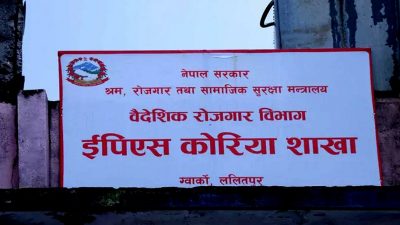 नेपाल सरकार
श्रम, रोजगार तथा सामाजिक सुरक्षा मन्त्रालय
वैदेशिक रोजगार विभाग
ईपिएस कोरिया शाखा
ग्वार्को, ललितपुर